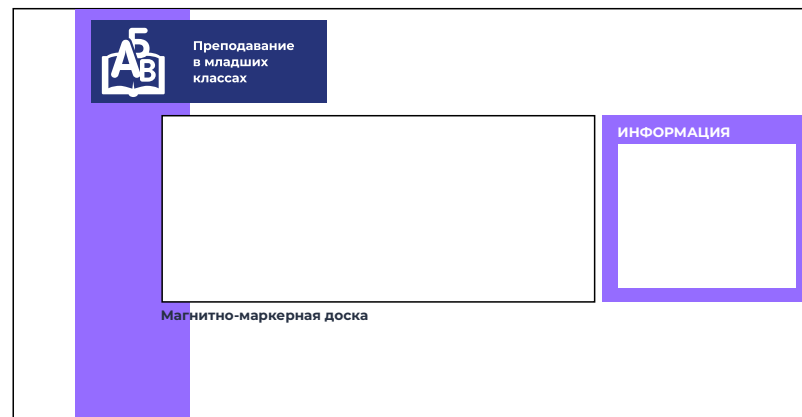 АБВ
Преподавание
в младших
классах
ИНФОРМАЦИЯ
Магнитно-маркерная доска